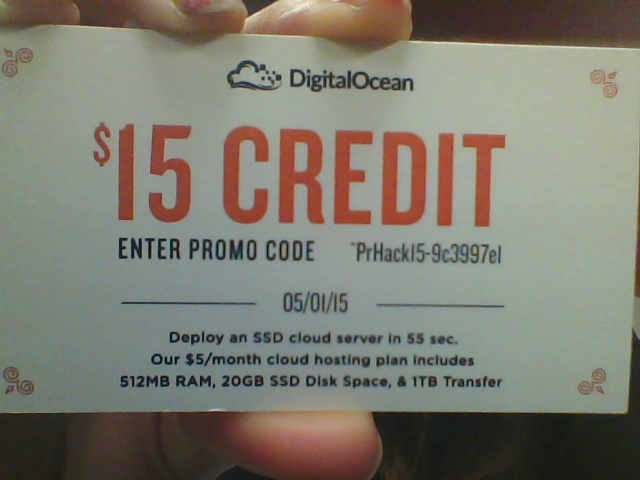 DigitalOcean
$15 CREDIT
ENTER PROMO CODE "PrHack15-9c3997e1
05/01/15
Deploy an SSD cloud server in 55 sec.
Our $5/month cloud hosting plan includes
512MB RAM, 20GB SSD Disk Space, & 1TB Transfer